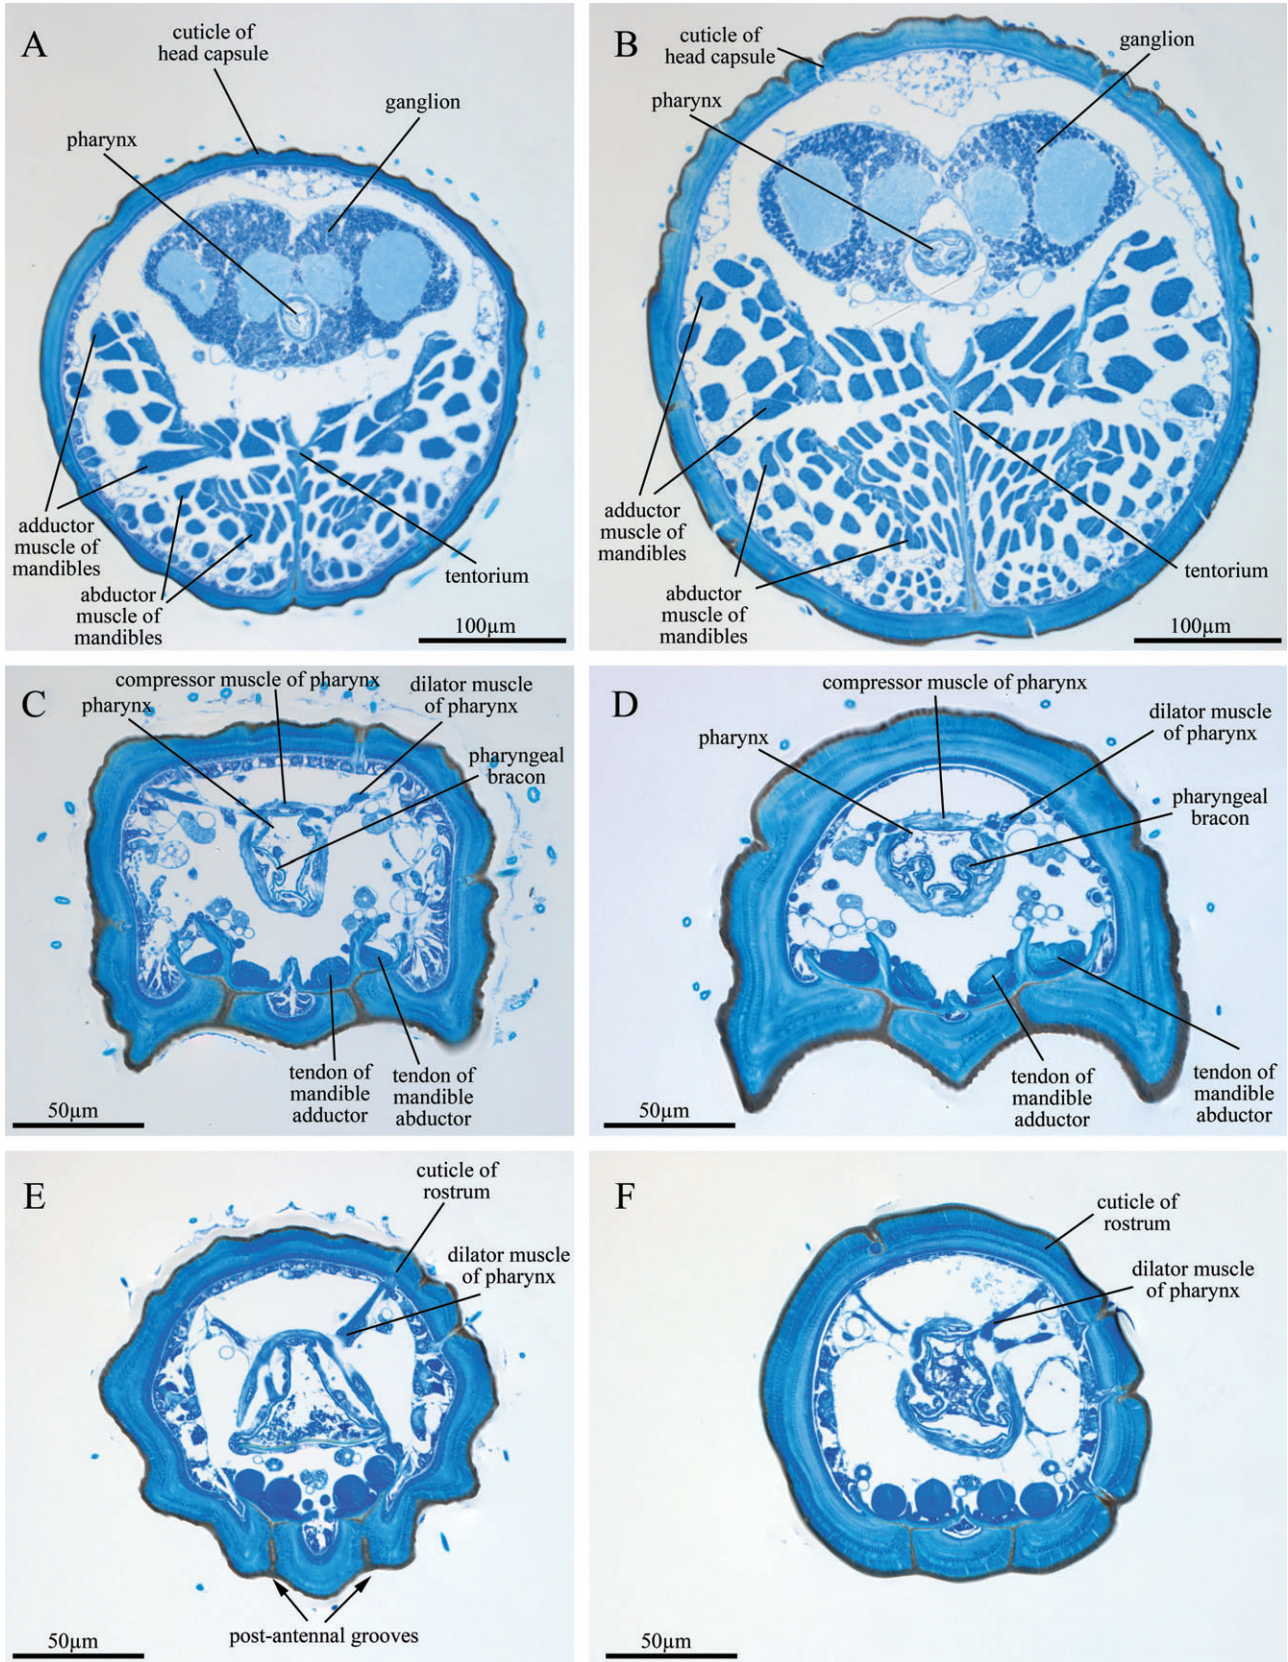 A
cuticle of
head capsule
ganglion
pharynx
adductor
muscle of
mandibles
abductor
muscle of
mandibles
tentorium
100µm
B
cuticle of
head capsule
ganglion
pharynx
adductor
muscle of
mandibles
abductor
muscle of
mandibles
tentorium
100µm
C
compressor muscle of pharynx
pharynx
dilator muscle
of pharynx
pharyngeal
bracon
tendon of
mandible
adductor
tendon of
mandible
abductor
50µm
D
compressor muscle of pharynx
pharynx
dilator muscle
of pharynx
pharyngeal
bracon
tendon of
mandible
adductor
tendon of
mandible
abductor
50µm
E
cuticle of
rostrum
dilator muscle
of pharynx
post-antennal grooves
50µm
F
cuticle of
rostrum
dilator muscle
of pharynx
50µm